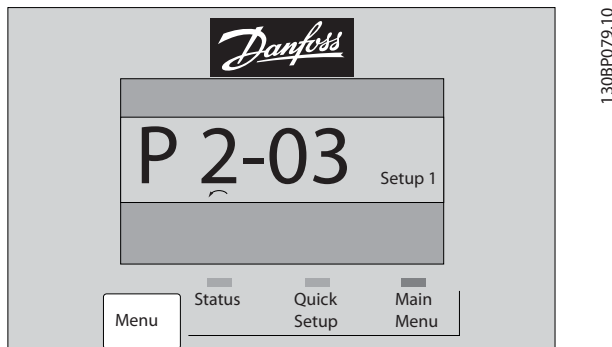 Danfoss
P 2-03
Setup 1
Status
Quick Setup
Main Menu
Menu
130BP079.10